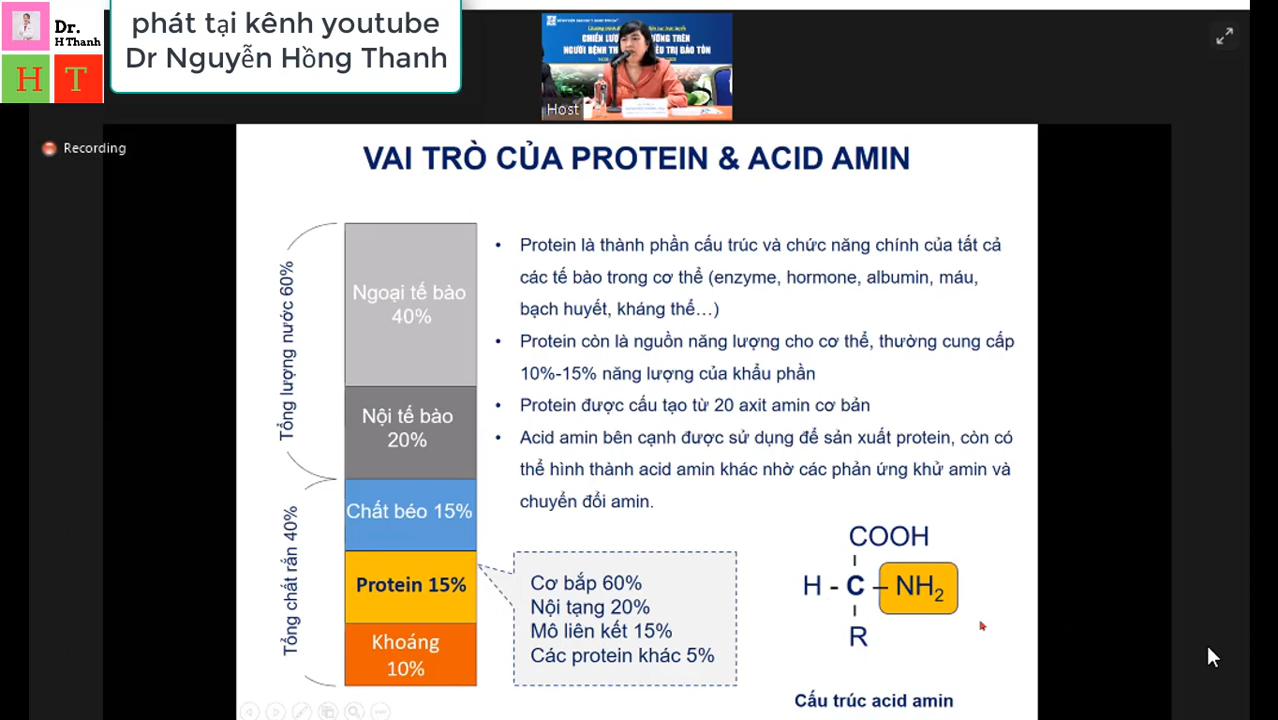 Dr.
H Thanh
H T
phát tại kênh youtube
Dr Nguyễn Hồng Thanh
NGƯỜI BỆNH
Host
Recording
VAI TRÒ CỦA PROTEIN & ACID AMIN
Tổng lượng nước 60%
Ngoại tế bào
40%
Nội tế bào
20%
Tổng chất rắn 40%
Chất béo 15%
Protein 15%
Khoáng
10%
• Protein là thành phần cấu trúc và chức năng chính của tất cả
các tế bào trong cơ thể (enzyme, hormone, albumin, máu,
bạch huyết, kháng thể…)
• Protein còn là nguồn năng lượng cho cơ thể, thường cung cấp
10%-15% năng lượng của khẩu phần
• Protein được cấu tạo từ 20 axit amin cơ bản
• Acid amin bên cạnh được sử dụng để sản xuất protein, còn có
thể hình thành acid amin khác nhờ các phản ứng khử amin và
chuyển đổi amin.
Cơ bắp 60%
Nội tạng 20%
Mô liên kết 15%
Các protein khác 5%
COOH
H - C – NH₂
R
Cấu trúc acid amin